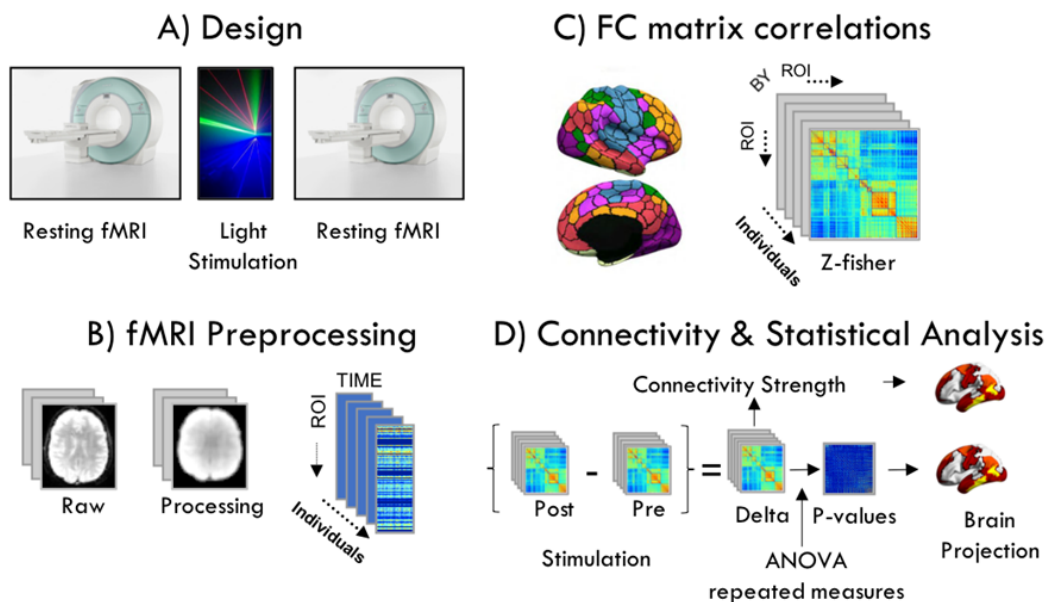 A) Design
Resting fMRI
Light
Stimulation
Resting fMRI
B) fMRI Preprocessing
Raw
Processing
TIME
ROI
Individuals
C) FC matrix correlations
BY
ROI
ROI
Individuals
Z-fisher
D) Connectivity & Statistical Analysis
Connectivity Strength
Post
-
Pre
=
Delta
P-values
Brain
Projection
Stimulation
ANOVA
repeated measures